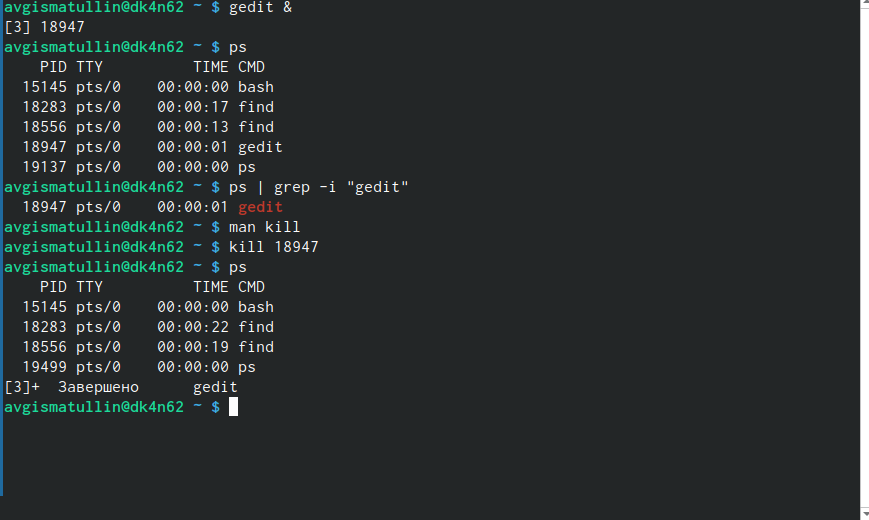 avgismatullin@dk4n62 ~ $ gedit &
[3] 18947
avgismatullin@dk4n62 ~ $ ps
    PID TTY          TIME CMD
  15145 pts/0    00:00:00 bash
  18283 pts/0    00:00:17 find
  18556 pts/0    00:00:13 find
  18947 pts/0    00:00:01 gedit
  19137 pts/0    00:00:00 ps
avgismatullin@dk4n62 ~ $ ps | grep -i "gedit"
  18947 pts/0    00:00:01 gedit
avgismatullin@dk4n62 ~ $ man kill
avgismatullin@dk4n62 ~ $ kill 18947
avgismatullin@dk4n62 ~ $ ps
    PID TTY          TIME CMD
  15145 pts/0    00:00:00 bash
  18283 pts/0    00:00:22 find
  18556 pts/0    00:00:19 find
  19499 pts/0    00:00:00 ps
[3]+  Завершено      gedit
avgismatullin@dk4n62 ~ $